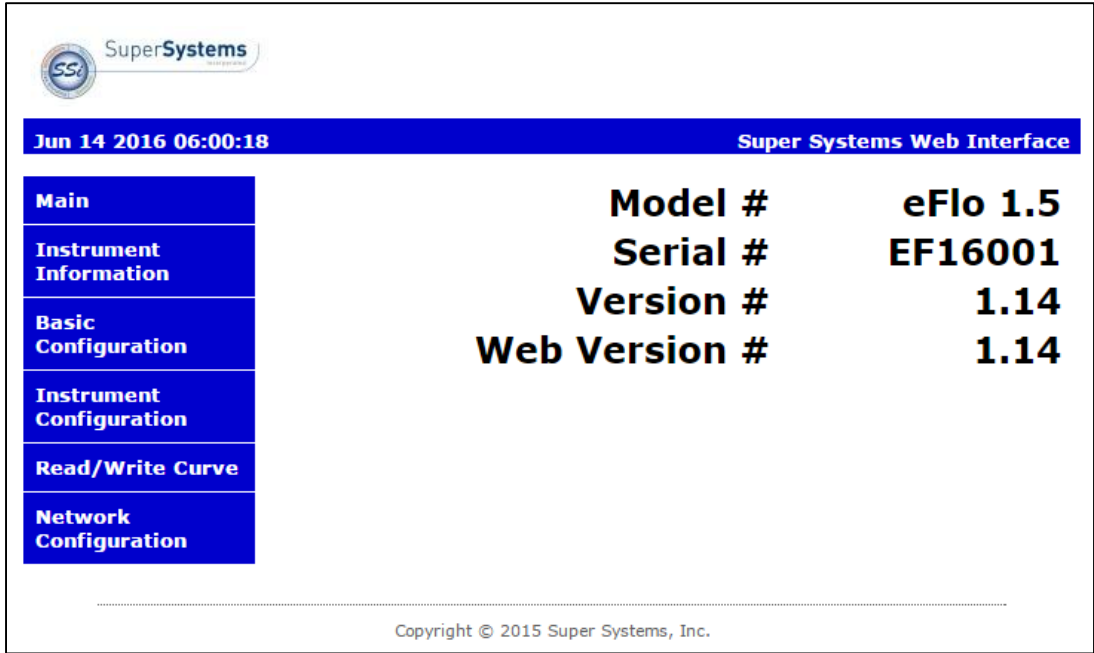 SSi
SuperSystems
incorporated
Jun 14 2016 06:00:18
Super Systems Web Interface
Main
Instrument
Information
Basic
Configuration
Instrument
Configuration
Read/Write Curve
Network
Configuration
Model # eFlo 1.5
Serial # EF16001
Version # 1.14
Web Version # 1.14
Copyright © 2015 Super Systems, Inc.